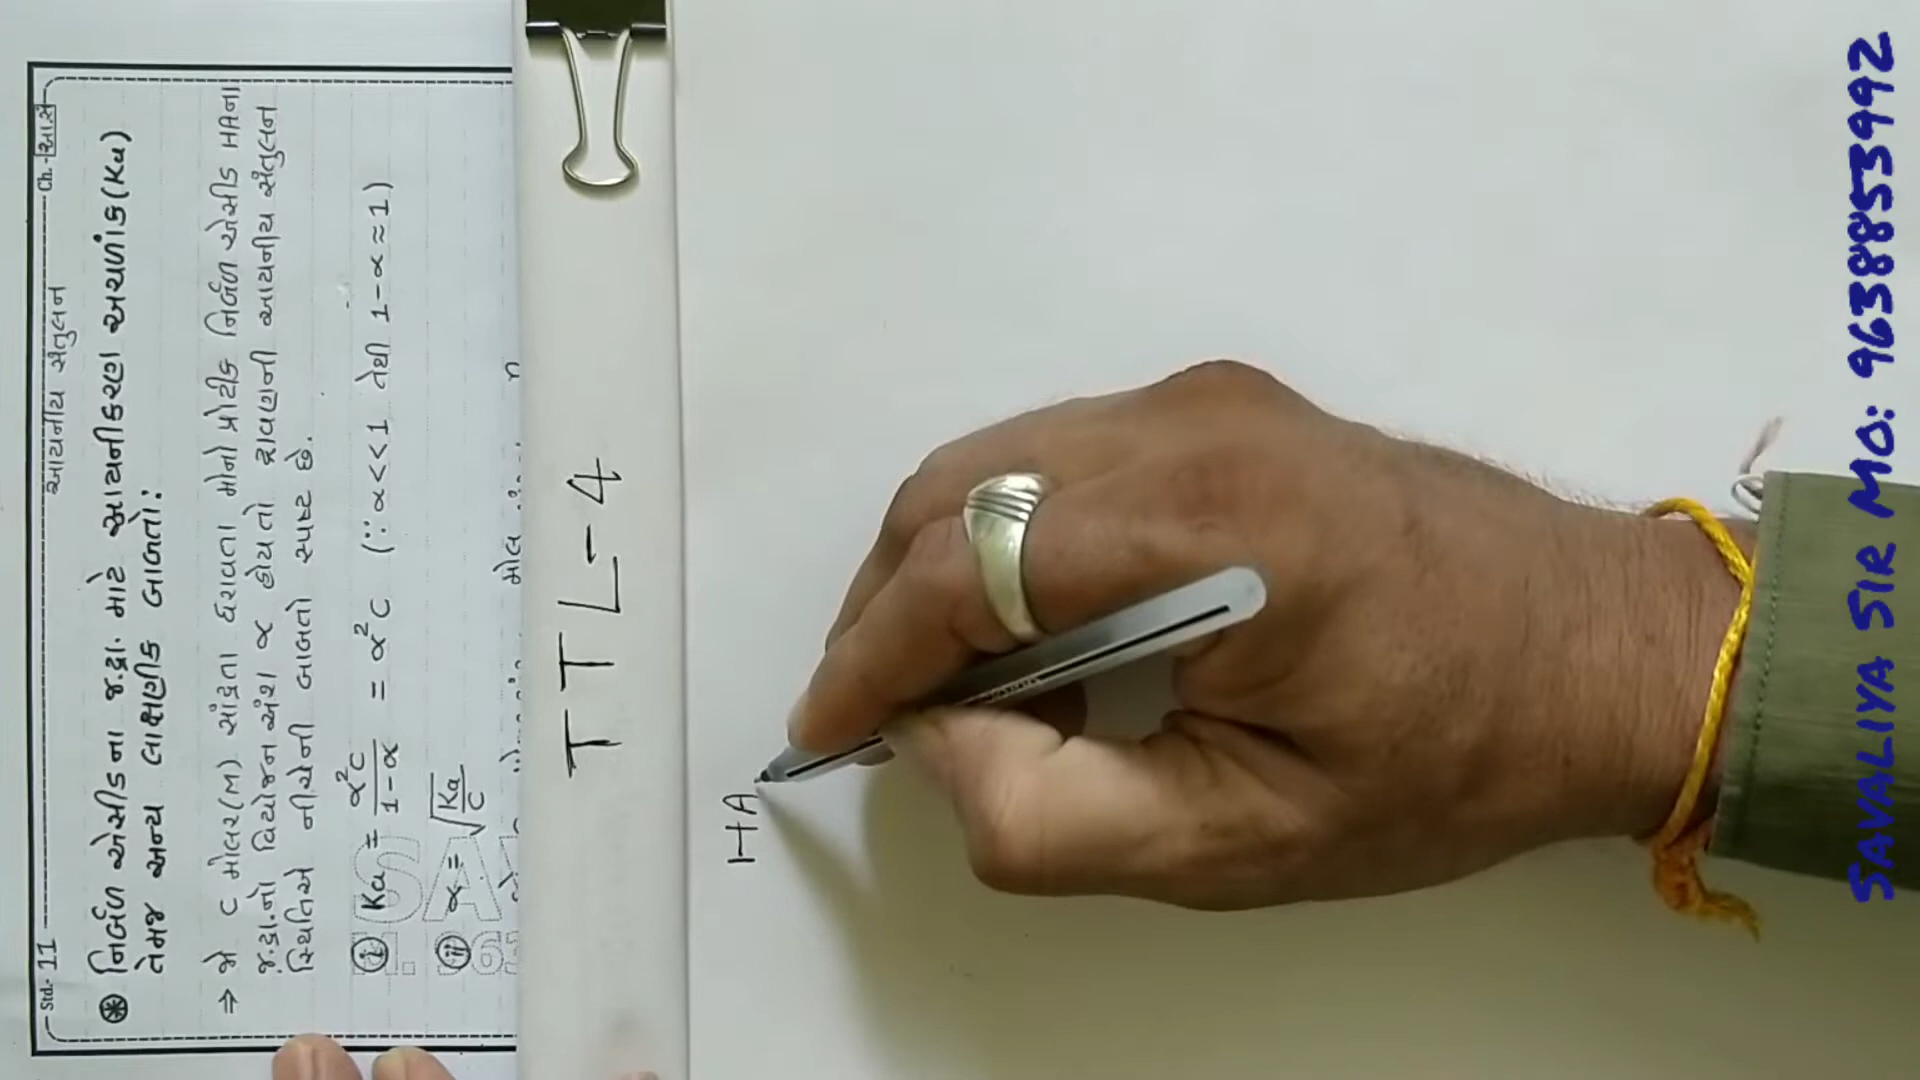 Std.- 11
Ch.-આ.સં
આયનીય સંતુલન
નિર્બળ એસીડના જ.દ્રા. માટે આયનીકરણ અચળાંક(Ka)
તેમજ અન્ય લાક્ષણીક બાબતો:
⇒ જો C મોલર(M) સાંદ્રતા ધરાવતા મોનો પ્રોટીક નિર્બળ એસીડ HAના
જ.દ્રા.નો વિયોજન અંશ α હોયતો દ્રાવણની આયનીય સંતુલન
સ્થિતિએ નીચેની બાબતો સ્પષ્ટ છે.
(i) Ka = α²C / 1-α = α²C (∵ α<<1 તેથી 1-α≈1)
(ii) α = √Ka/C
મોલ
TTL-4
HA
SAVALIYA SIR MO: 9638853992